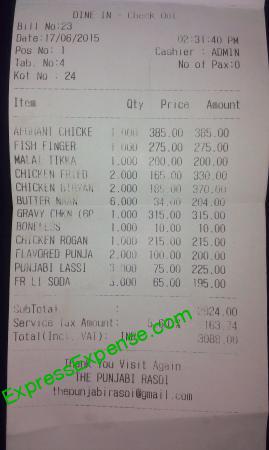 DINE IN - Check Out
Bill No:23
Date:17/06/2015 02:31:40 PM
Pos No: 1 Cashier : ADMIN
Tab. No:4 No of Pax:0
Kot No : 24
Item Qty Price Amount
AFGHANI CHICKE 1.000 385.00 385.00
FISH FINGER 1.000 275.00 275.00
MALAI TIKKA 1.000 200.00 200.00
CHICKEN FRIED 2.000 165.00 330.00
CHICKEN BIRYAN 2.000 185.00 370.00
BUTTER NAAN 6.000 34.00 204.00
GRAVY CHKN (6P 1.000 315.00 315.00
BONELESS 1.000 10.00 10.00
CHICKEN ROGAN 1.000 215.00 215.00
FLAVORED PUNJA 2.000 100.00 200.00
PUNJABI LASSI 3.000 75.00 225.00
FR LI SODA 3.000 65.00 195.00
SubTotal : 2924.00
Service Tax Amount: 163.74
Total(Incl. VAT): INR 3088.00
Thank You Visit Again
THE PUNJABI RASOI
thepunjabirasoi@gmail.com
ExpressExpense.com